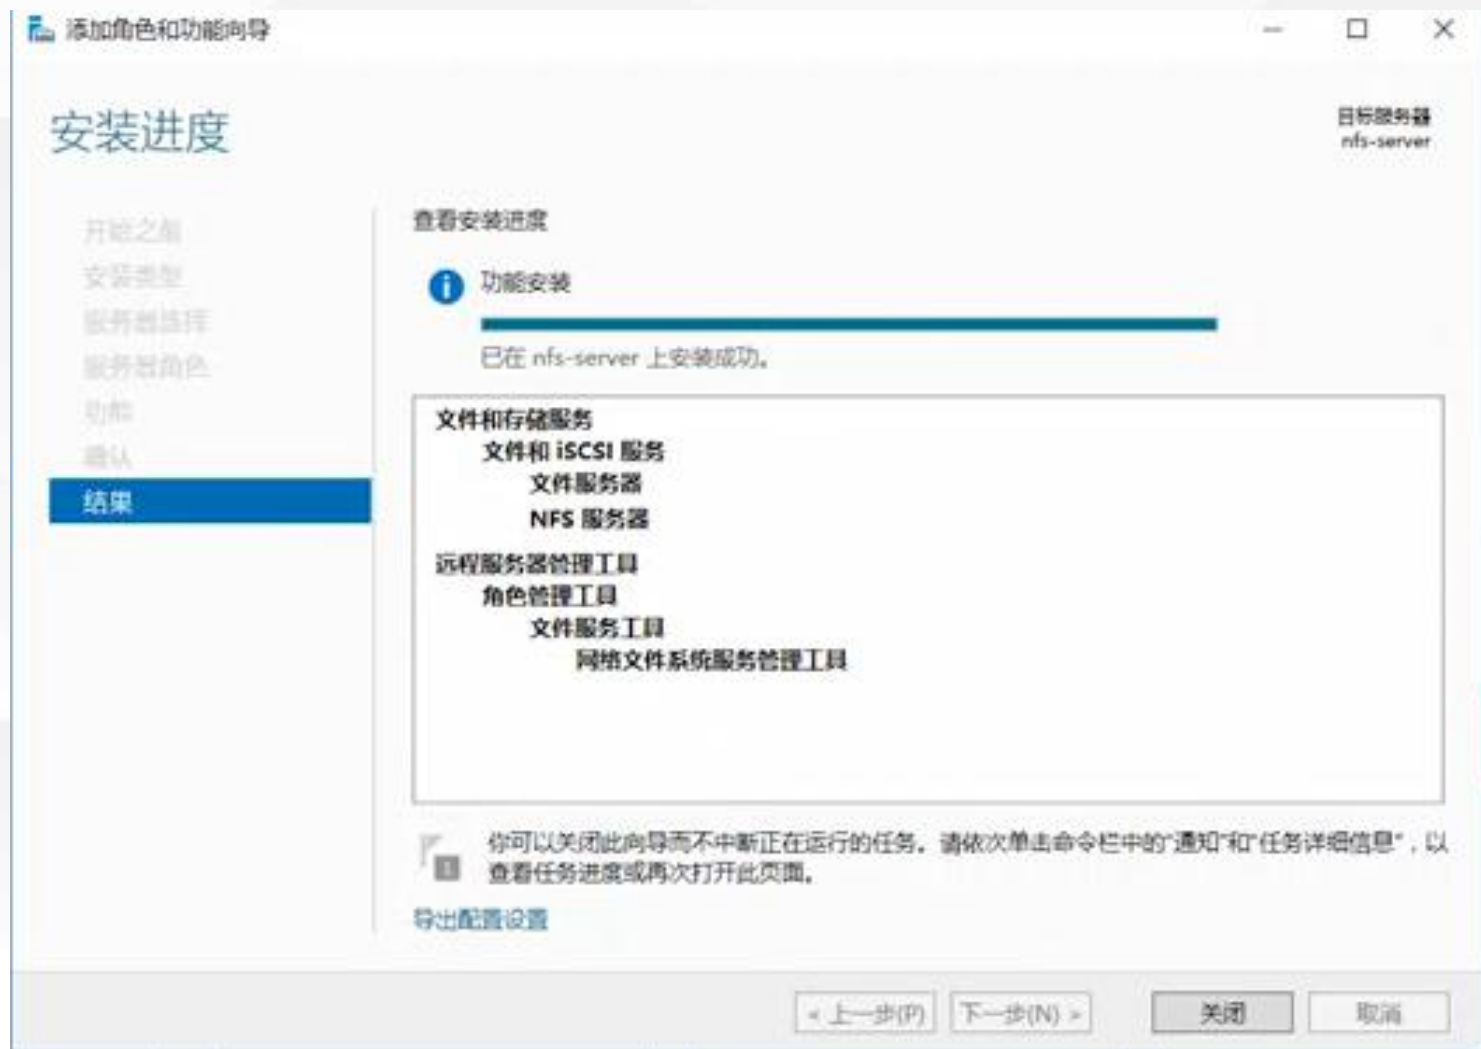 添加角色和功能向导
安装进度
目标服务器
nfs-server
开始之前
安装类型
服务器选择
服务器角色
功能
确认
结果
查看安装进度
功能安装
已在 nfs-server 上安装成功。
文件和存储服务
文件和 iSCSI 服务
文件服务器
NFS 服务器
远程服务器管理工具
角色管理工具
文件服务工具
网络文件系统服务管理工具
你可以关闭此向导而不中断正在运行的任务。请依次单击命令栏中的"通知"和"任务详细信息"，以
查看任务进度或再次打开此页面。
导出配置设置
< 上一步(P)
下一步(N) >
关闭
取消